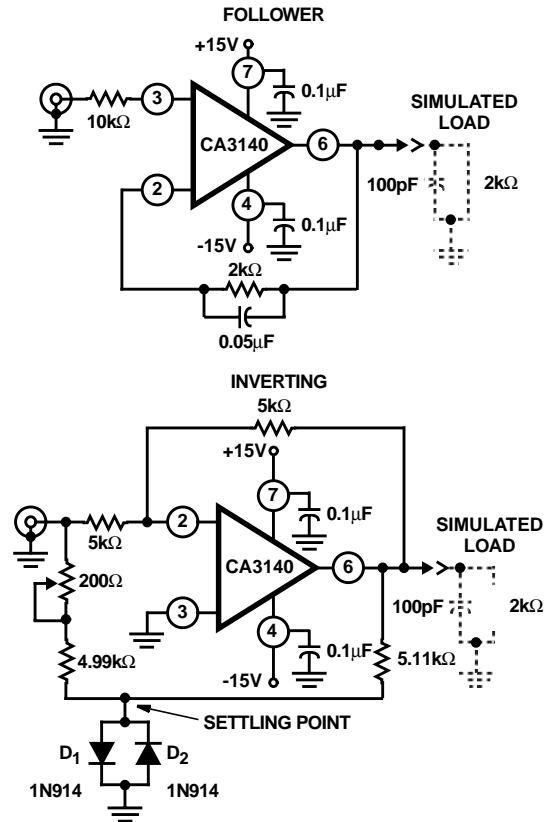 FOLLOWER
+15V
7
0.1µF
SIMULATED
LOAD
3
10kΩ
CA3140
6
100pF
2kΩ
2
4
0.1µF
-15V
2kΩ
0.05µF
INVERTING
5kΩ
+15V
7
0.1µF
SIMULATED
LOAD
5kΩ
2
200Ω
CA3140
6
100pF
2kΩ
3
4
4.99kΩ
0.1µF
5.11kΩ
-15V
SETTLING POINT
D1
D2
1N914
1N914